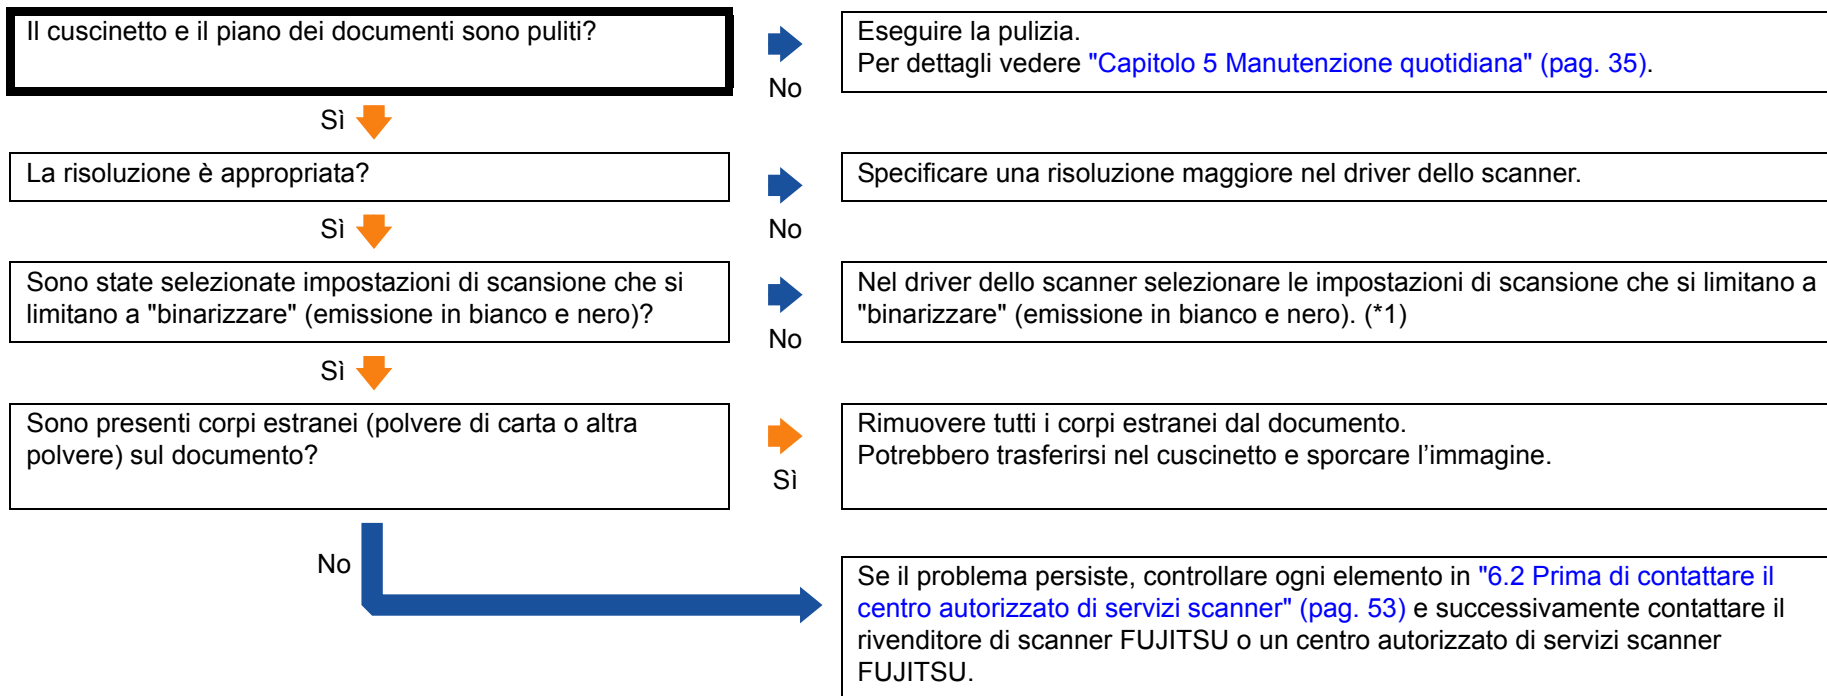 Il cuscinetto e il piano dei documenti sono puliti?
No
Eseguire la pulizia.
Per dettagli vedere "Capitolo 5 Manutenzione quotidiana" (pag. 35).
Sì
La risoluzione è appropriata?
No
Specificare una risoluzione maggiore nel driver dello scanner.
Sì
Sono state selezionate impostazioni di scansione che si
limitano a "binarizzare" (emissione in bianco e nero)?
No
Nel driver dello scanner selezionare le impostazioni di scansione che si limitano a
"binarizzare" (emissione in bianco e nero). (*1)
Sì
Sono presenti corpi estranei (polvere di carta o altra
polvere) sul documento?
Sì
Rimuovere tutti i corpi estranei dal documento.
Potrebbero trasferirsi nel cuscinetto e sporcare l’immagine.
No
Se il problema persiste, controllare ogni elemento in "6.2 Prima di contattare il
centro autorizzato di servizi scanner" (pag. 53) e successivamente contattare il
rivenditore di scanner FUJITSU o un centro autorizzato di servizi scanner
FUJITSU.